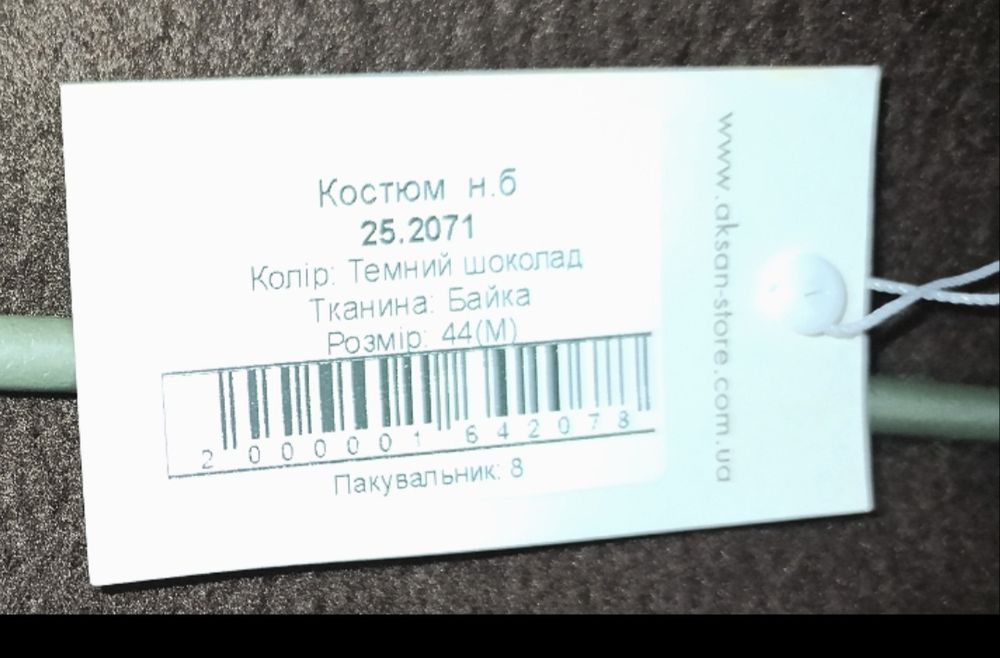 Костюм н.б
25.2071
Колір: Темний шоколад
Тканина: Байка
Розмір: 44(M)
2 000001 642078
Пакувальник: 8
www.aksan-store.com.ua